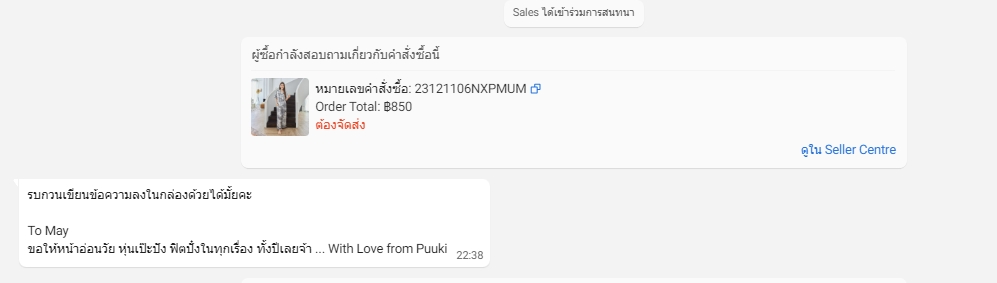 Sales ได้เข้าร่วมการสนทนา
ผู้ซื้อกำลังสอบถามเกี่ยวกับคำสั่งซื้อนี้
หมายเลขคำสั่งซื้อ: 23121106NXPMUM
Order Total: ฿850
ต้องจัดส่ง
ดูใน Seller Centre
รบกวนเขียนข้อความลงในกล่องด้วยได้มั้ยคะ
To May
ขอให้หน้าอ่อนวัย หุ่นเป๊ะปัง ฟิตปั๋งในทุกเรื่อง ทั้งปีเลยจ้า ... With Love from Puuki
22:38